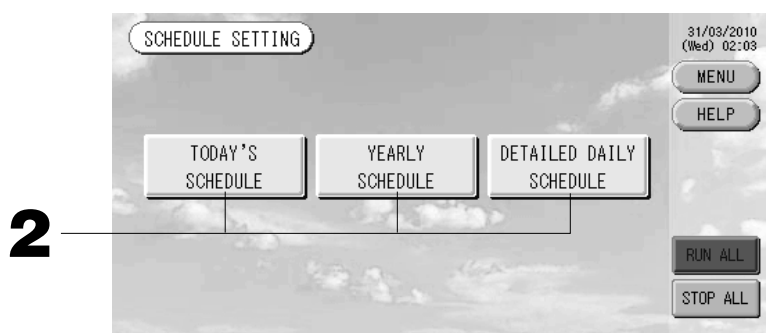 SCHEDULE SETTING
31/03/2010
(Wed) 02:03
MENU
HELP
TODAY'S
SCHEDULE
YEARLY
SCHEDULE
DETAILED DAILY
SCHEDULE
2
RUN ALL
STOP ALL